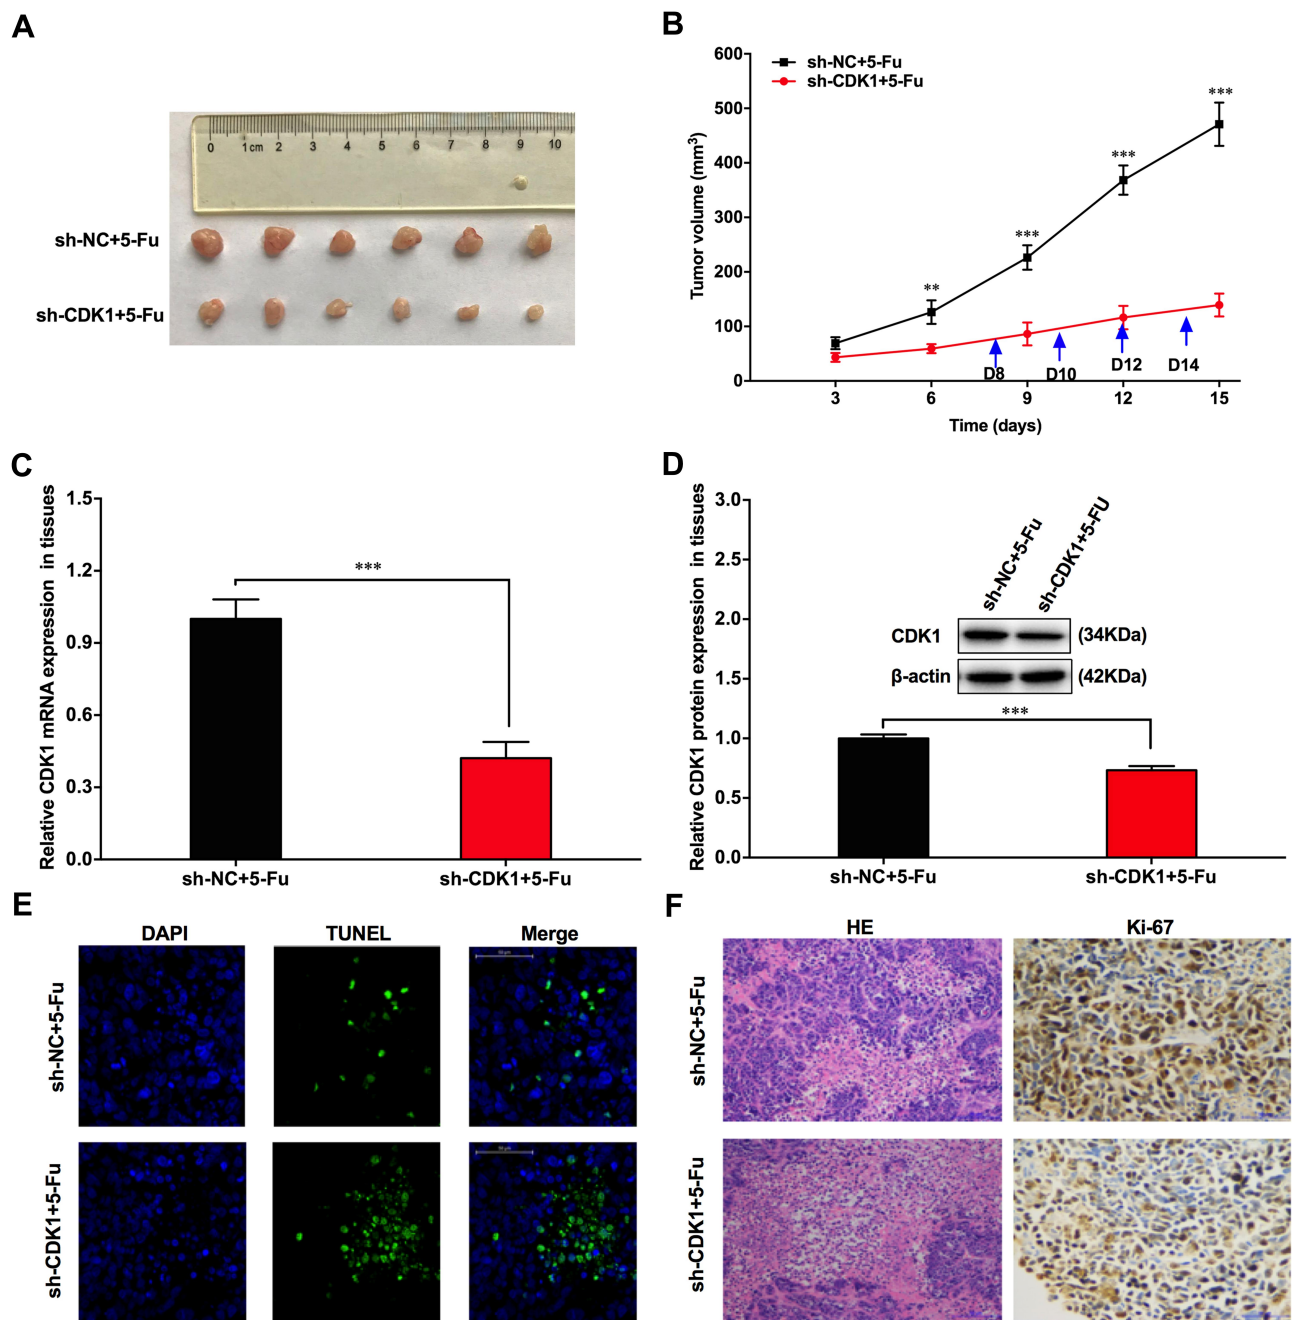 A
0 1cm 2 3 4 5 6 7 8 9 10
sh-NC+5-Fu
sh-CDK1+5-Fu
B
sh-NC+5-Fu
sh-CDK1+5-Fu
Tumor volume (mm³)
600
500
400
300
200
100
0
**
***
***
***
D8
D10
D12
D14
3 6 9 12 15
Time (days)
C
Relative CDK1 mRNA expression in tissues
1.5
1.2
0.9
0.6
0.3
0.0
***
sh-NC+5-Fu
sh-CDK1+5-Fu
D
Relative CDK1 protein expression in tissues
3.0
2.5
2.0
1.5
1.0
0.5
0.0
sh-NC+5-Fu
sh-CDK1+5-FU
CDK1 (34KDa)
β-actin (42KDa)
***
sh-NC+5-Fu
sh-CDK1+5-Fu
E
DAPI TUNEL Merge
sh-NC+5-Fu
50 μm
sh-CDK1+5-Fu
50 μm
F
HE Ki-67
sh-NC+5-Fu
sh-CDK1+5-Fu